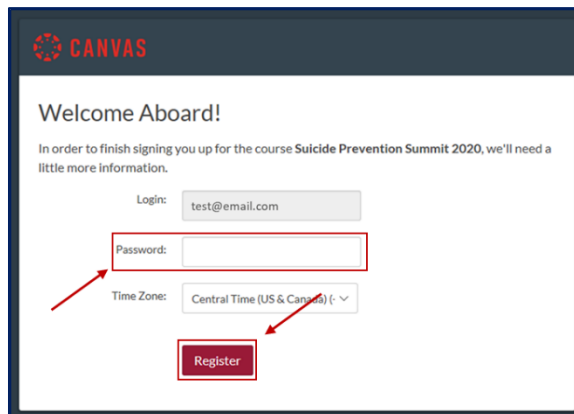 CANVAS
Welcome Aboard!
In order to finish signing you up for the course Suicide Prevention Summit 2020, we'll need a
little more information.
Login: test@email.com
Password:
Time Zone: Central Time (US & Canada) (-
Register